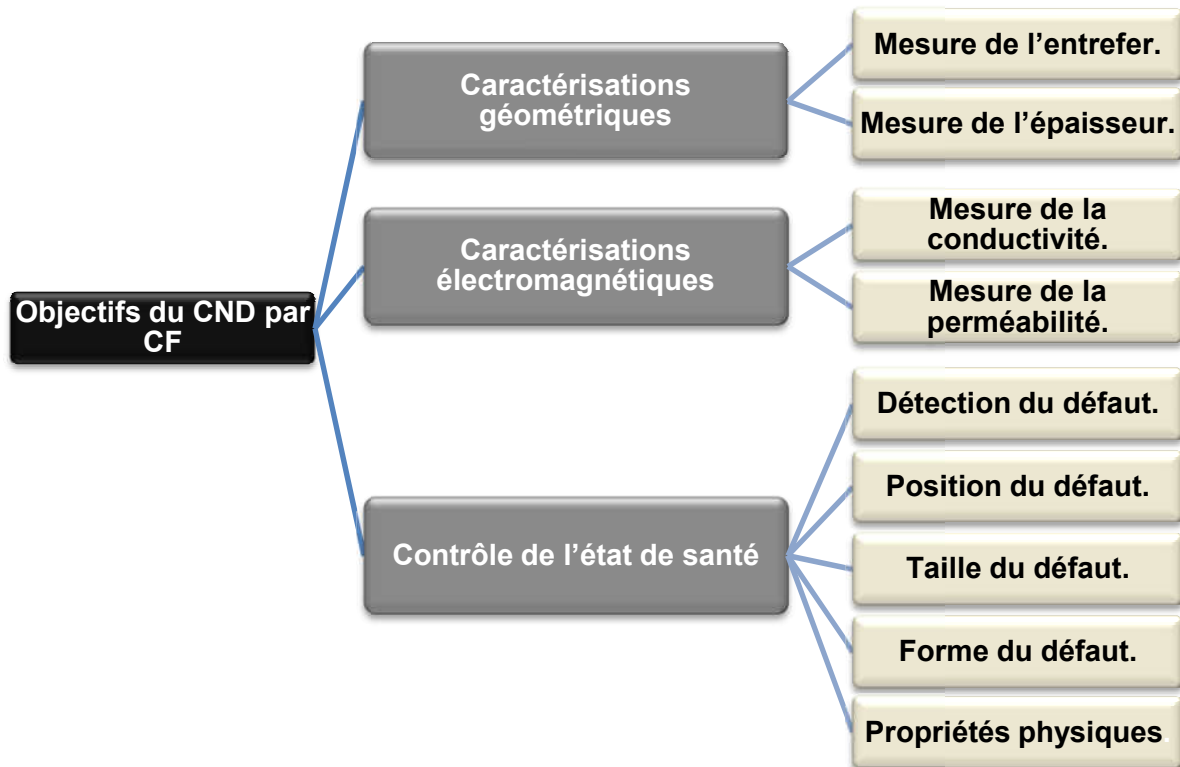 Objectifs du CND par
CF
Caractérisations
géométriques
Mesure de l’entrefer.
Mesure de l’épaisseur.
Caractérisations
électromagnétiques
Mesure de la
conductivité.
Mesure de la
perméabilité.
Contrôle de l’état de santé
Détection du défaut.
Position du défaut.
Taille du défaut.
Forme du défaut.
Propriétés physiques.